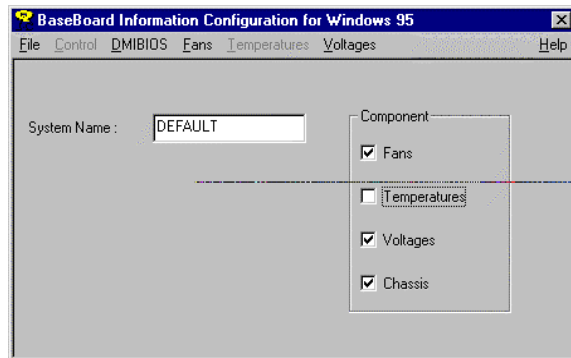 BaseBoard Information Configuration for Windows 95
File Control DMIBIOS Fans Temperatures Voltages Help
System Name : DEFAULT
Component
Fans
Temperatures
Voltages
Chassis